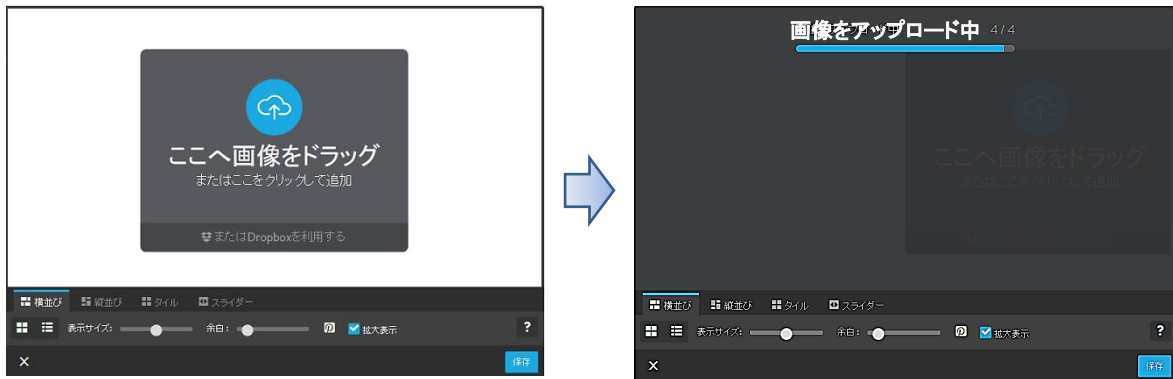 ここへ画像をドラッグ
またはここをクリックして追加
またはDropboxを利用する
横並び 縦並び タイル スライダー
表示サイズ: 余白: 拡大表示 ?
× 保存
画像をアップロード中 4/4
ここへ画像をドラッグ
またはここをクリックして追加
横並び 縦並び タイル スライダー
表示サイズ: 余白: 拡大表示 ?
× 保存